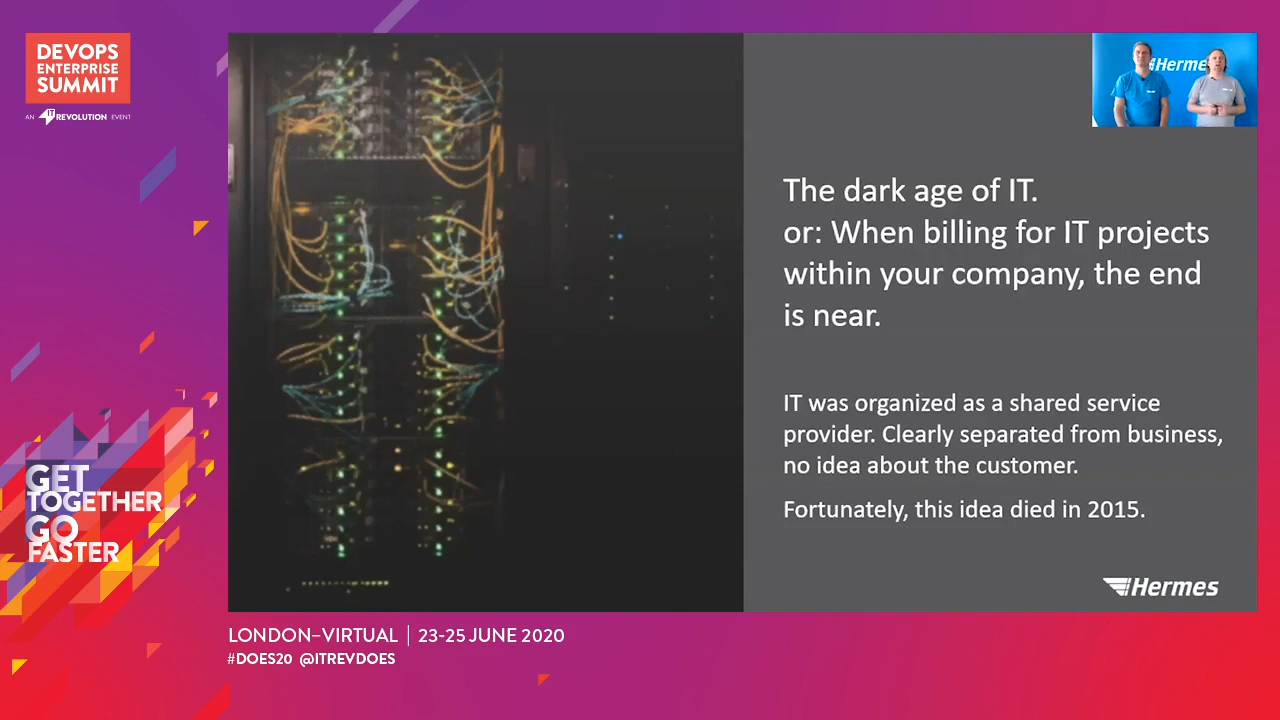 DEVOPS
ENTERPRISE
SUMMIT
AN IT REVOLUTION EVENT
Hermes
The dark age of IT.
or: When billing for IT projects
within your company, the end
is near.
IT was organized as a shared service
provider. Clearly separated from business,
no idea about the customer.
Fortunately, this idea died in 2015.
Hermes
GET
TOGETHER
GO
FASTER
LONDON–VIRTUAL | 23-25 JUNE 2020
#DOES20 @ITREVDOES